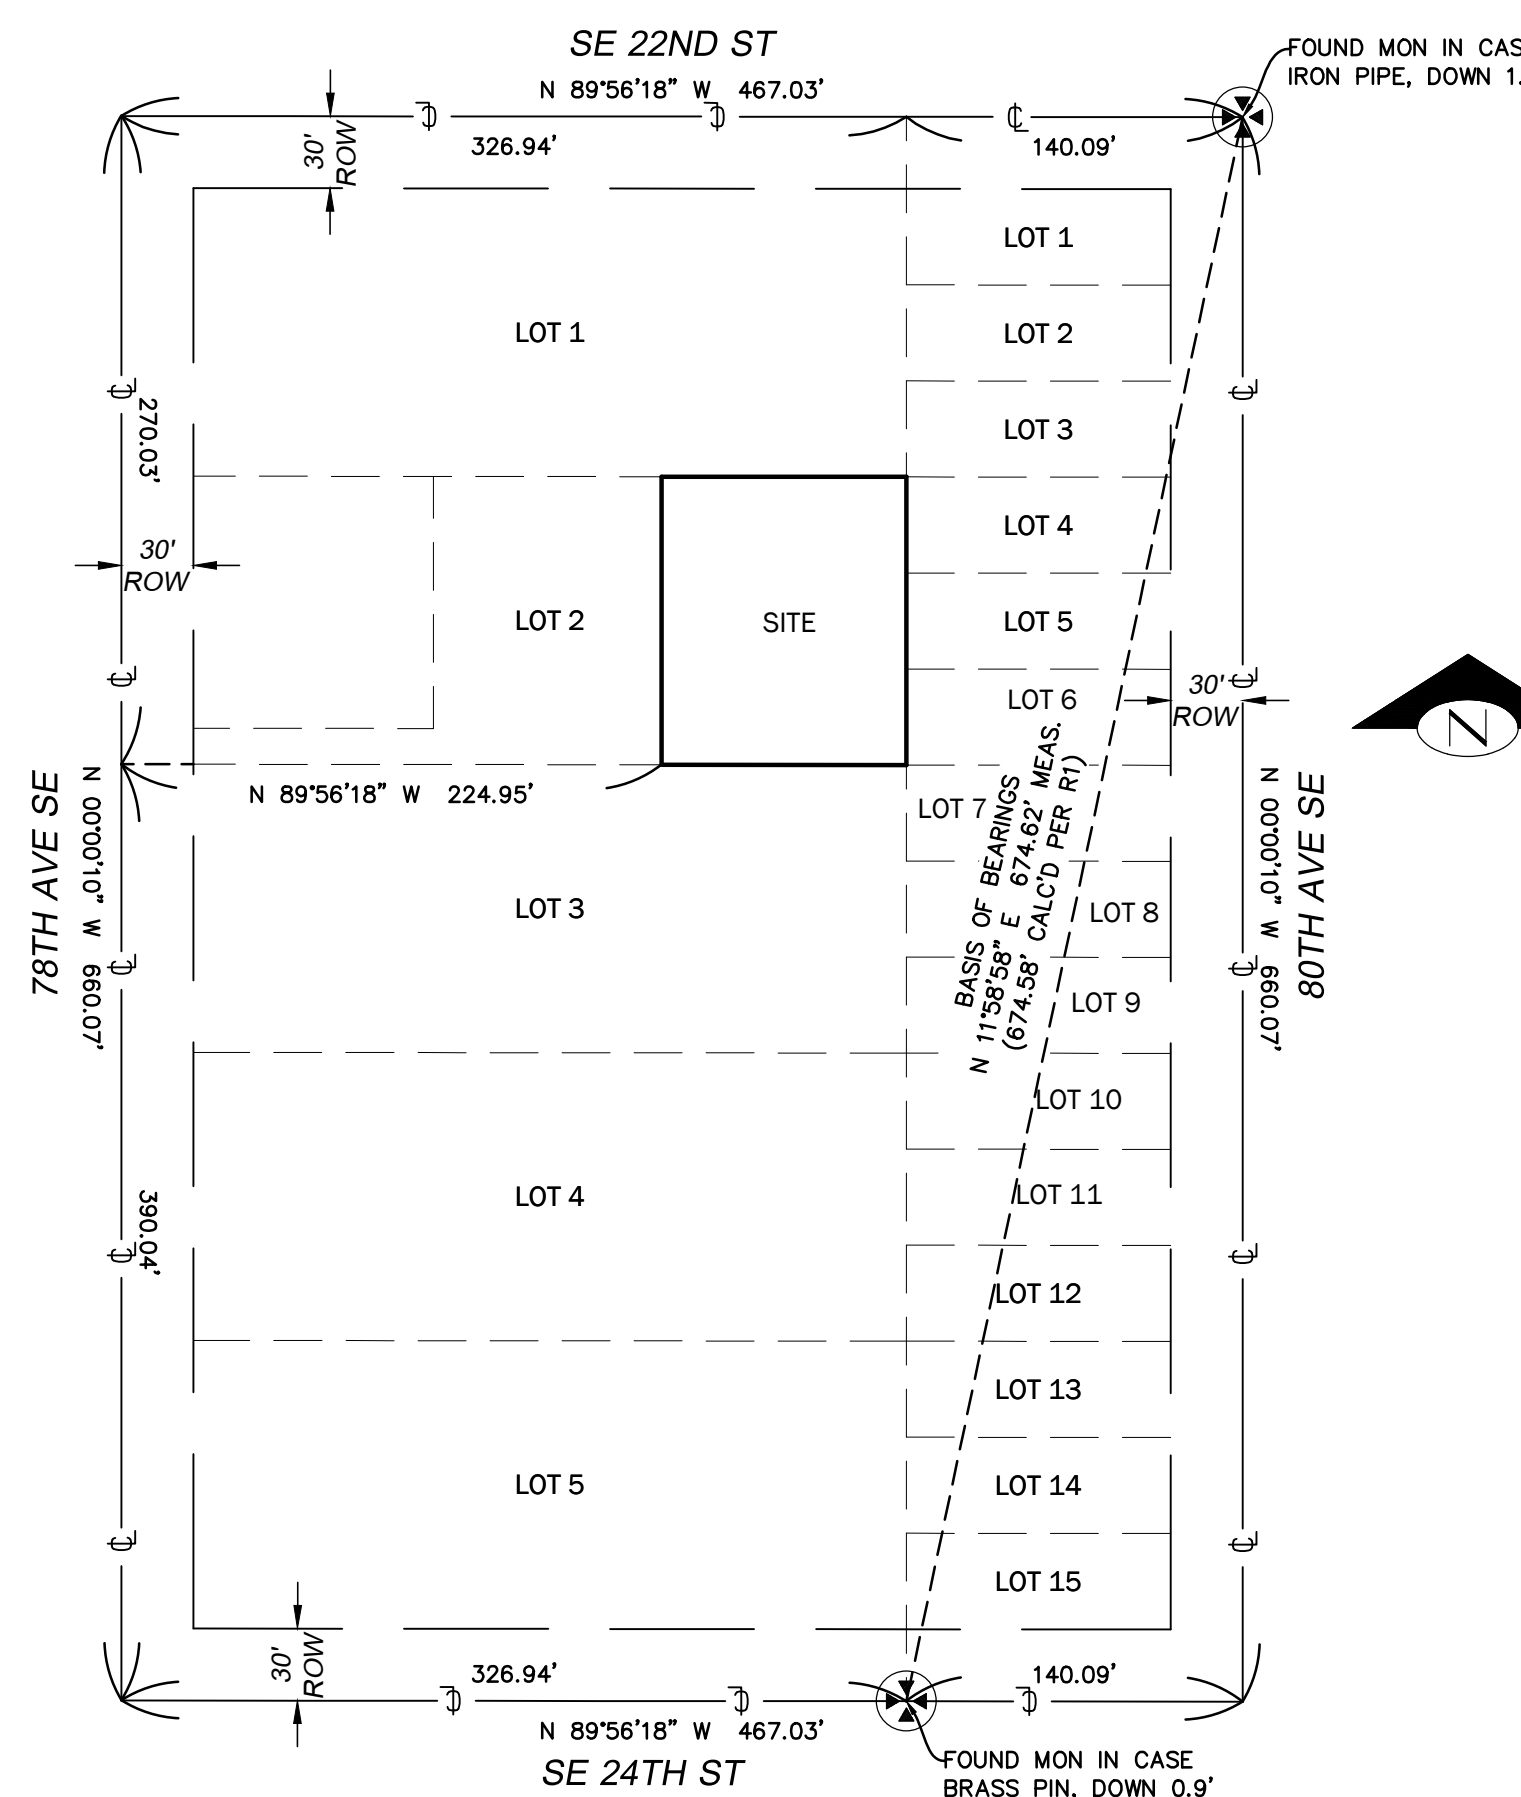 SE 22ND ST
N 89°56'18" W 467.03'
FOUND MON IN CAS
IRON PIPE, DOWN 1.
326.94'
140.09'
30'
ROW
LOT 1
LOT 1
LOT 2
LOT 3
270.03'
30'
ROW
LOT 2
SITE
LOT 4
LOT 5
LOT 6
30'
ROW
N
N 89°56'18" W 224.95'
LOT 7
BASIS OF BEARINGS
N 11°58'58" E 674.62' MEAS.
(674.58' CALC'D PER R1)
78TH AVE SE
N 00°00'10" W 660.07'
N 00°00'10" W 660.07'
80TH AVE SE
LOT 3
LOT 8
LOT 9
LOT 10
LOT 4
LOT 11
390.04'
LOT 12
LOT 13
LOT 5
LOT 14
LOT 15
30'
ROW
326.94'
140.09'
N 89°56'18" W 467.03'
SE 24TH ST
FOUND MON IN CASE
BRASS PIN, DOWN 0.9'